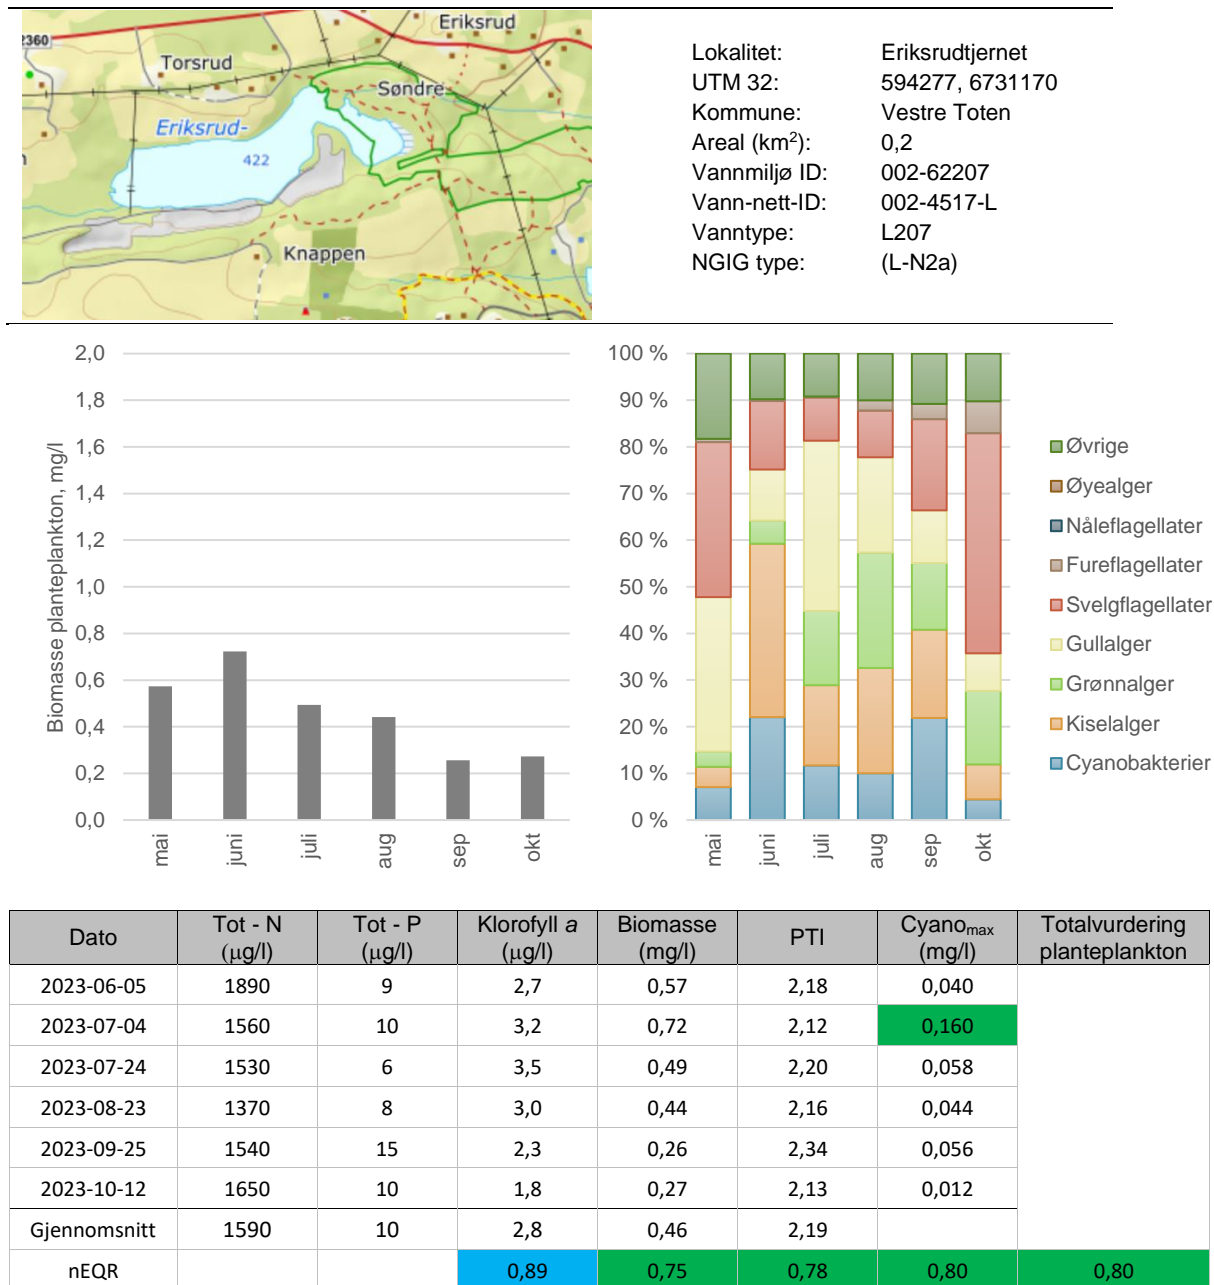 2360
Eriksrud
Torsrud
Søndre
Eriksrud-
422
Knappen
Lokalitet: Eriksrudtjernet
UTM 32: 594277, 6731170
Kommune: Vestre Toten
Areal (km²): 0,2
Vannmiljø ID: 002-62207
Vann-nett-ID: 002-4517-L
Vanntype: L207
NGIG type: (L-N2a)
Biomasse planteplankton, mg/l
2,0
1,8
1,6
1,4
1,2
1,0
0,8
0,6
0,4
0,2
0,0
mai juni juli aug sep okt
100 %
90 %
80 %
70 %
60 %
50 %
40 %
30 %
20 %
10 %
0 %
mai juni juli aug sep okt
Øvrige
Øyealger
Nåleflagellater
Fureflagellater
Svelgflagellater
Gullalger
Grønnalger
Kiselalger
Cyanobakterier
Dato Tot - N (µg/l) Tot - P (µg/l) Klorofyll a (µg/l) Biomasse (mg/l) PTI Cyanomax (mg/l) Totalvurdering planteplankton
2023-06-05 1890 9 2,7 0,57 2,18 0,040
2023-07-04 1560 10 3,2 0,72 2,12 0,160
2023-07-24 1530 6 3,5 0,49 2,20 0,058
2023-08-23 1370 8 3,0 0,44 2,16 0,044
2023-09-25 1540 15 2,3 0,26 2,34 0,056
2023-10-12 1650 10 1,8 0,27 2,13 0,012
Gjennomsnitt 1590 10 2,8 0,46 2,19
nEQR 0,89 0,75 0,78 0,80 0,80